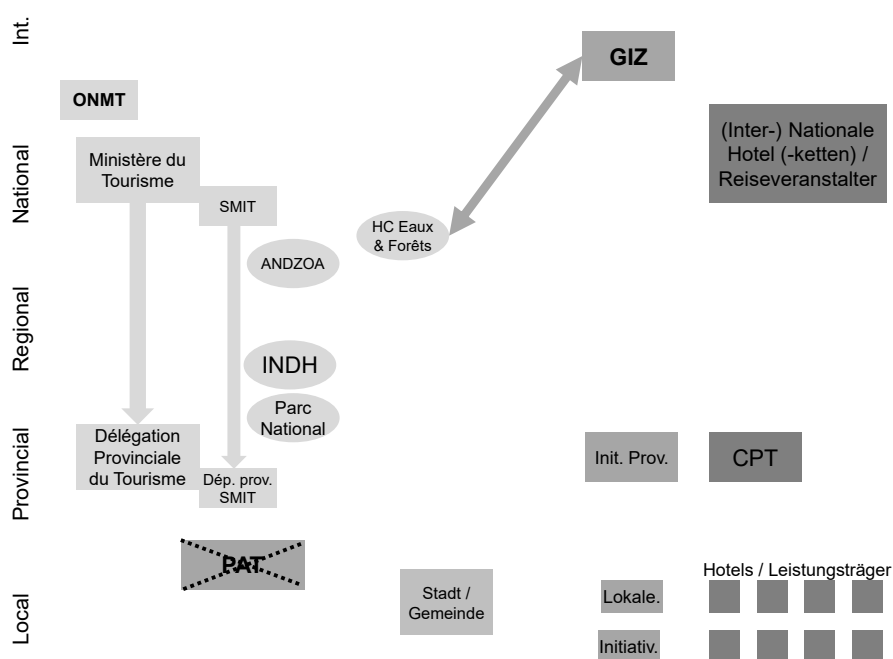 Int.
GIZ
ONMT
(Inter-) Nationale
Hotel (-ketten) /
Reiseveranstalter
National
Ministère du
Tourisme
SMIT
HC Eaux
& Forêts
ANDZOA
Regional
INDH
Parc
National
Provincial
Délégation
Provinciale
du Tourisme
Dép. prov.
SMIT
Init. Prov.
CPT
PAT
Local
Stadt /
Gemeinde
Hotels / Leistungsträger
Lokale.
Initiativ.